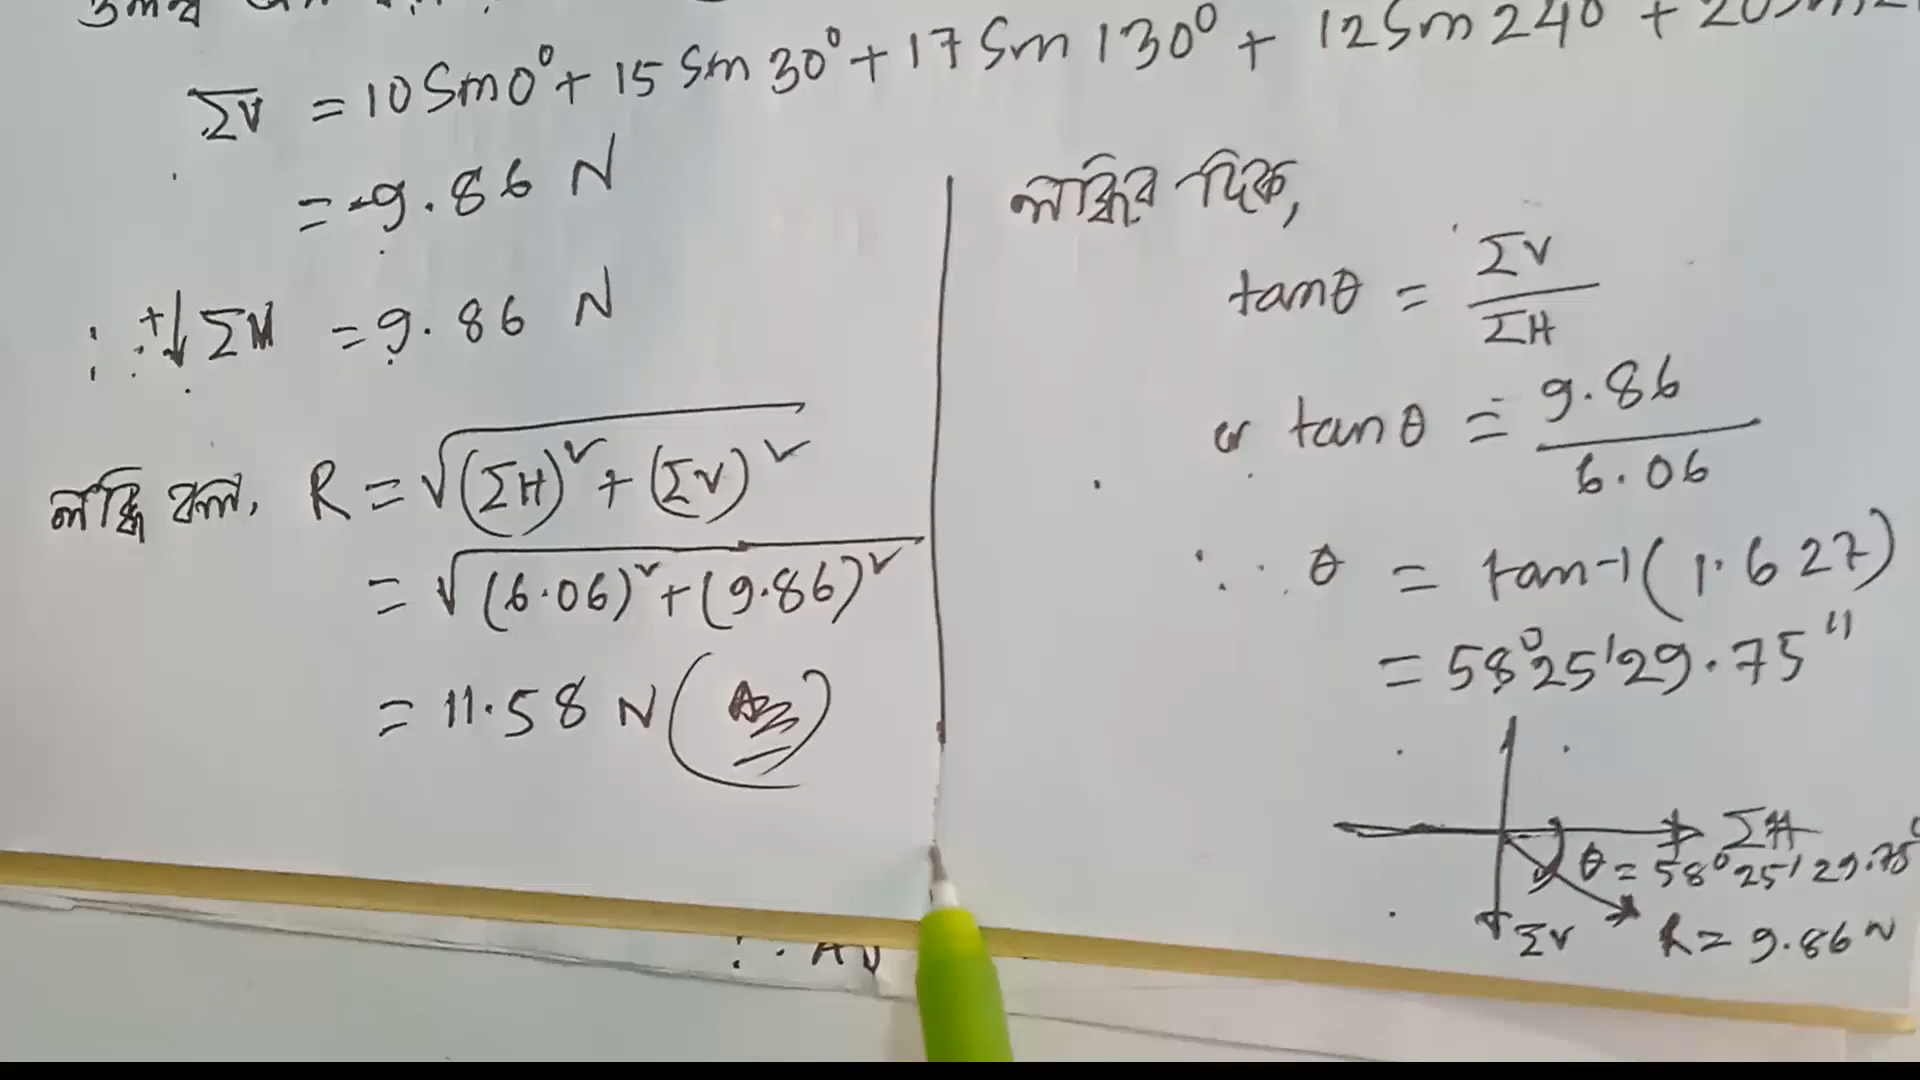 ΣV = 10 Sin0° + 15 Sin 30° + 17 Sin 130° + 12 Sin 240 +
= -9.86 N
∴ +↓ ΣV = 9.86 N
লব্ধি বল, R = √(ΣH)² + (ΣV)²
= √(6.06)² + (9.86)²
= 11.58 N (Ans)
লব্ধির দিক,
tanθ = ΣV / ΣH
or tanθ = 9.86 / 6.06
∴ θ = tan-1(1.627)
= 58°25'29.75"
ΣH
θ = 58°25'29.75
ΣV
R = 9.86 N